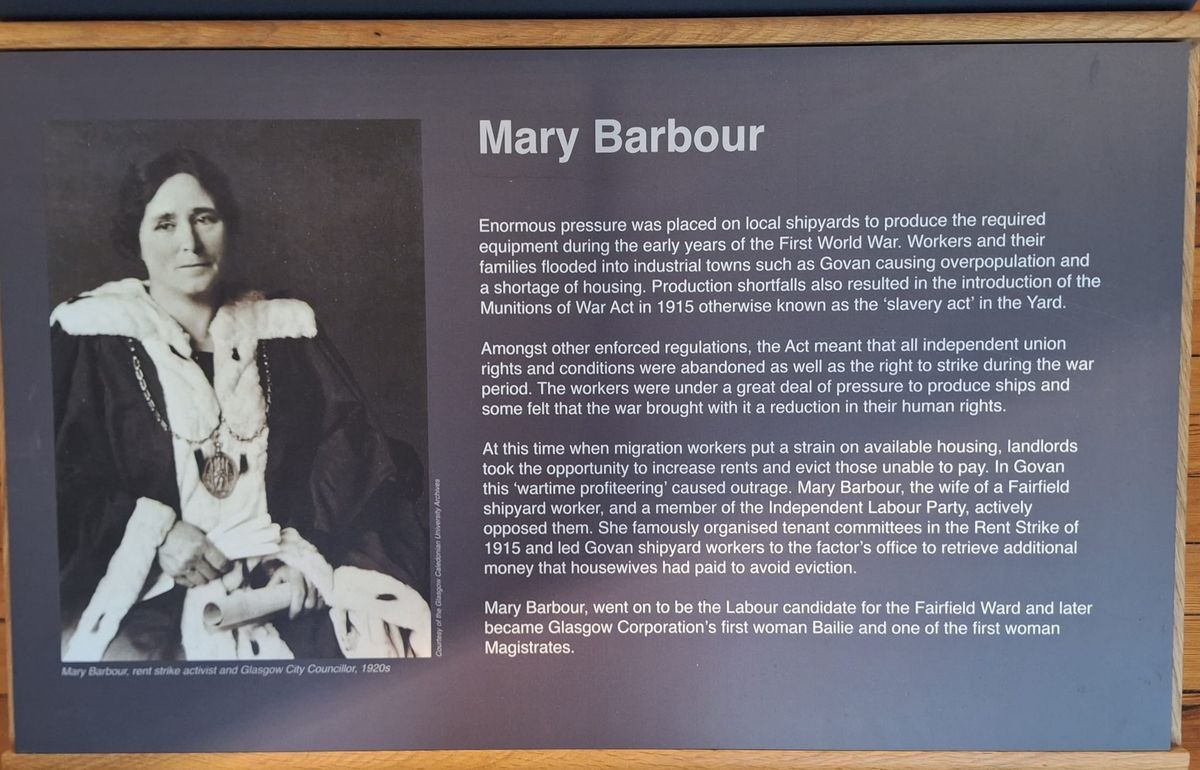 Mary Barbour
Enormous pressure was placed on local shipyards to produce the required
equipment during the early years of the First World War. Workers and their
families flooded into industrial towns such as Govan causing overpopulation and
a shortage of housing. Production shortfalls also resulted in the introduction of the
Munitions of War Act in 1915 otherwise known as the ‘slavery act’ in the Yard.
Amongst other enforced regulations, the Act meant that all independent union
rights and conditions were abandoned as well as the right to strike during the war
period. The workers were under a great deal of pressure to produce ships and
some felt that the war brought with it a reduction in their human rights.
At this time when migration workers put a strain on available housing, landlords
took the opportunity to increase rents and evict those unable to pay. In Govan
this ‘wartime profiteering’ caused outrage. Mary Barbour, the wife of a Fairfield
shipyard worker, and a member of the Independent Labour Party, actively
opposed them. She famously organised tenant committees in the Rent Strike of
1915 and led Govan shipyard workers to the factor’s office to retrieve additional
money that housewives had paid to avoid eviction.
Mary Barbour, went on to be the Labour candidate for the Fairfield Ward and later
became Glasgow Corporation’s first woman Bailie and one of the first woman
Magistrates.
Courtesy of the Glasgow Caledonian University Archives
Mary Barbour, rent strike activist and Glasgow City Councillor, 1920s